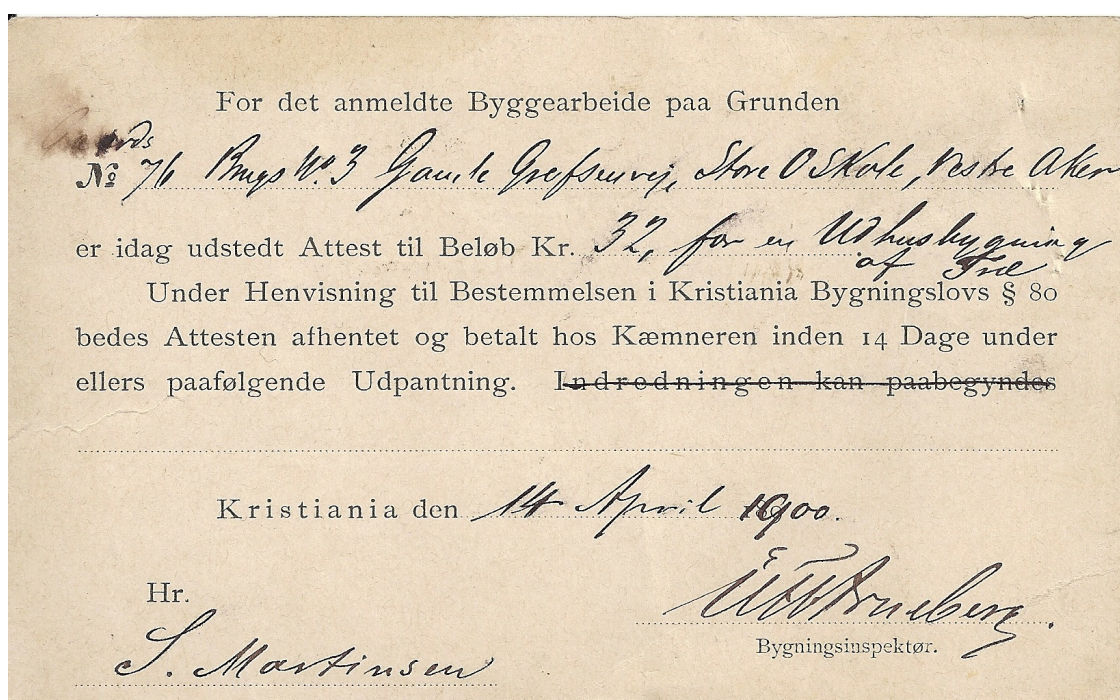 For det anmeldte Byggearbeide paa Grunden
Gaards
№ 76 Brugs No. 3 Gamle Grefsenvej, Store O Skole, Vestre Aker
er idag udstedt Attest til Beløb Kr. 32, for en Udhusbygning
af Træ
Under Henvisning til Bestemmelsen i Kristiania Bygningslovs § 80
bedes Attesten afhentet og betalt hos Kæmneren inden 14 Dage under
ellers paafølgende Udpantning. Indredningen kan paabegyndes
Kristiania den 14 April 1900.
Hr.
Bygningsinspektør.
S. Martinsen